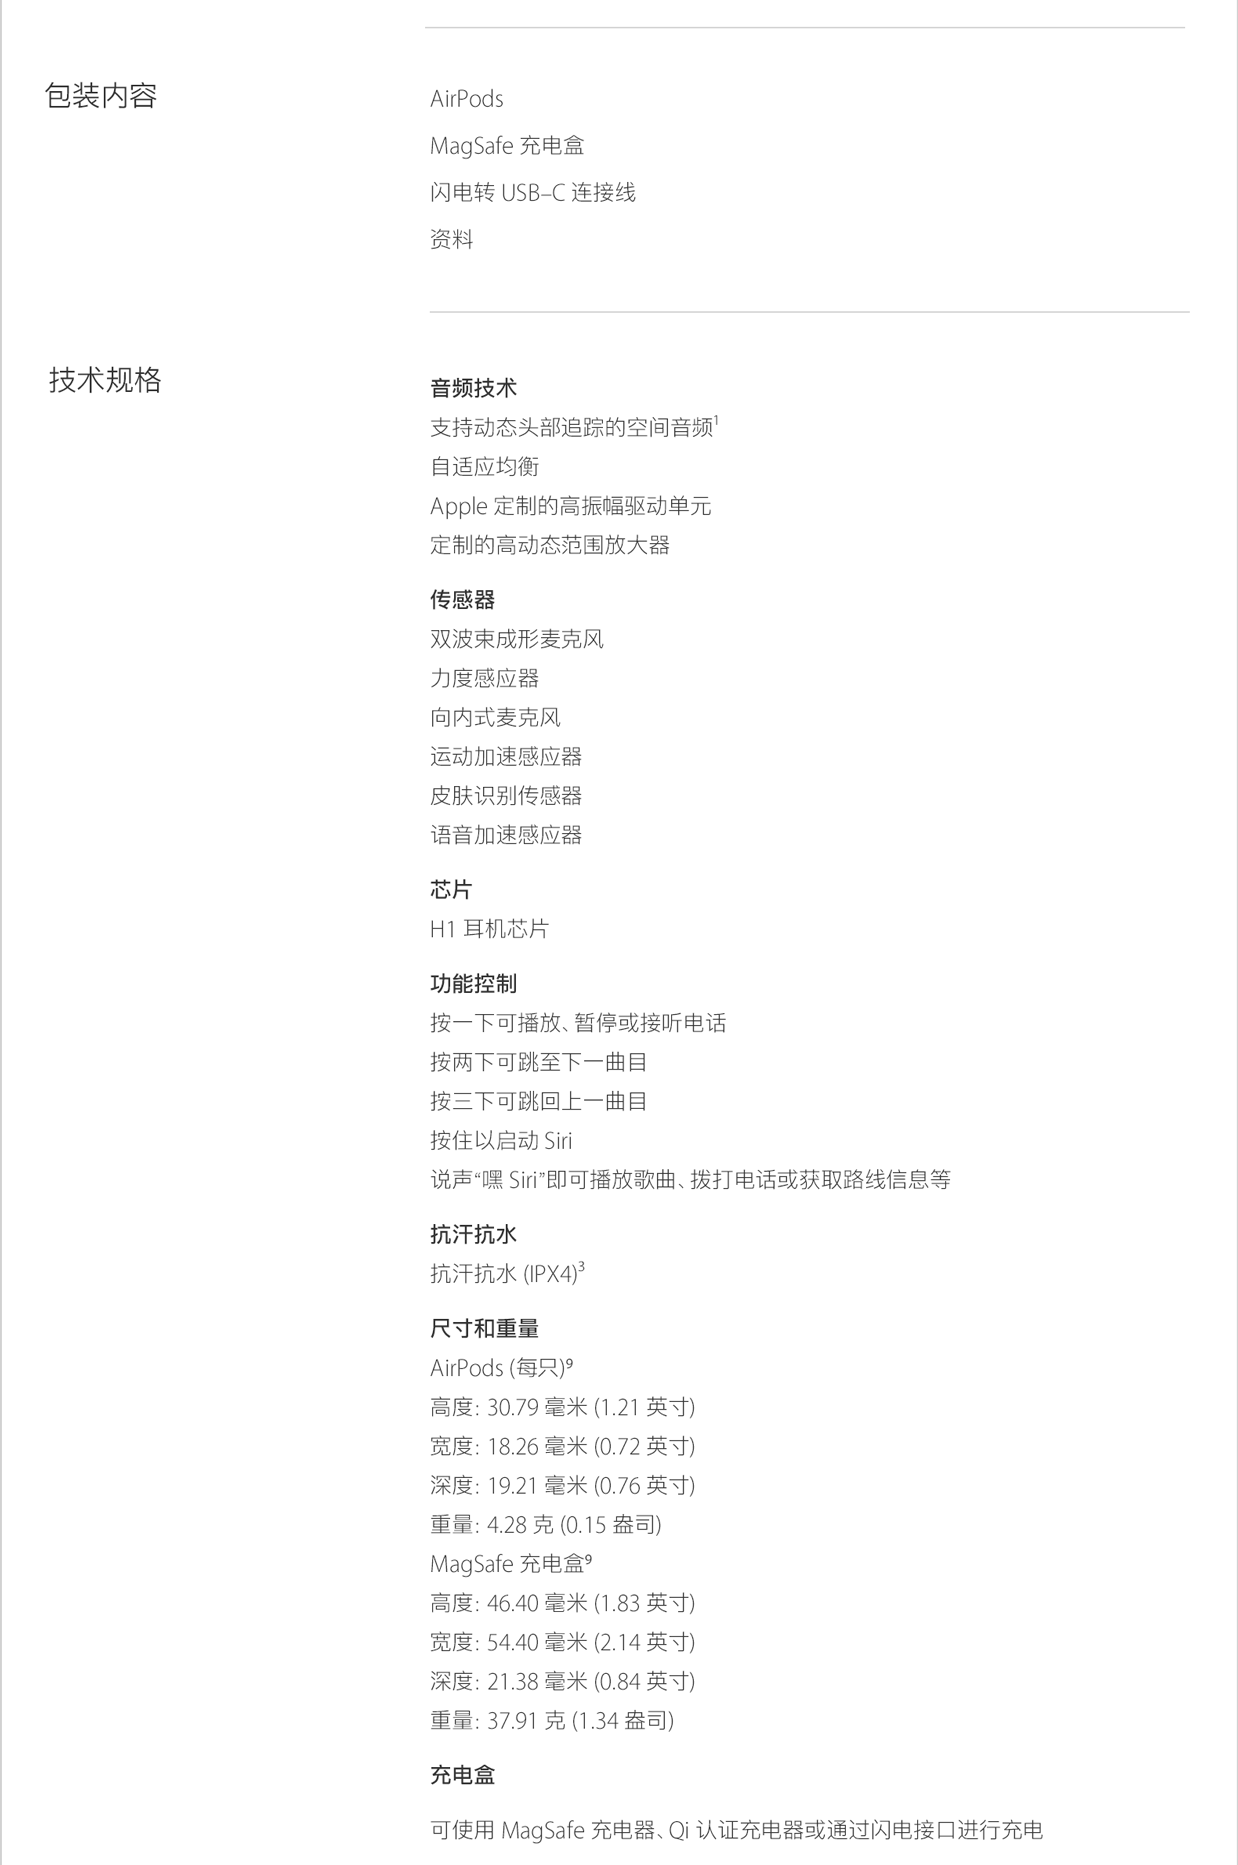 包装内容
AirPods
MagSafe 充电盒
闪电转 USB–C 连接线
资料
技术规格
音频技术
支持动态头部追踪的空间音频¹
自适应均衡
Apple 定制的高振幅驱动单元
定制的高动态范围放大器
传感器
双波束成形麦克风
力度感应器
向内式麦克风
运动加速感应器
皮肤识别传感器
语音加速感应器
芯片
H1 耳机芯片
功能控制
按一下可播放、暂停或接听电话
按两下可跳至下一曲目
按三下可跳回上一曲目
按住以启动 Siri
说声“嘿 Siri”即可播放歌曲、拨打电话或获取路线信息等
抗汗抗水
抗汗抗水 (IPX4)³
尺寸和重量
AirPods (每只)⁹
高度: 30.79 毫米 (1.21 英寸)
宽度: 18.26 毫米 (0.72 英寸)
深度: 19.21 毫米 (0.76 英寸)
重量: 4.28 克 (0.15 盎司)
MagSafe 充电盒⁹
高度: 46.40 毫米 (1.83 英寸)
宽度: 54.40 毫米 (2.14 英寸)
深度: 21.38 毫米 (0.84 英寸)
重量: 37.91 克 (1.34 盎司)
充电盒
可使用 MagSafe 充电器、Qi 认证充电器或通过闪电接口进行充电